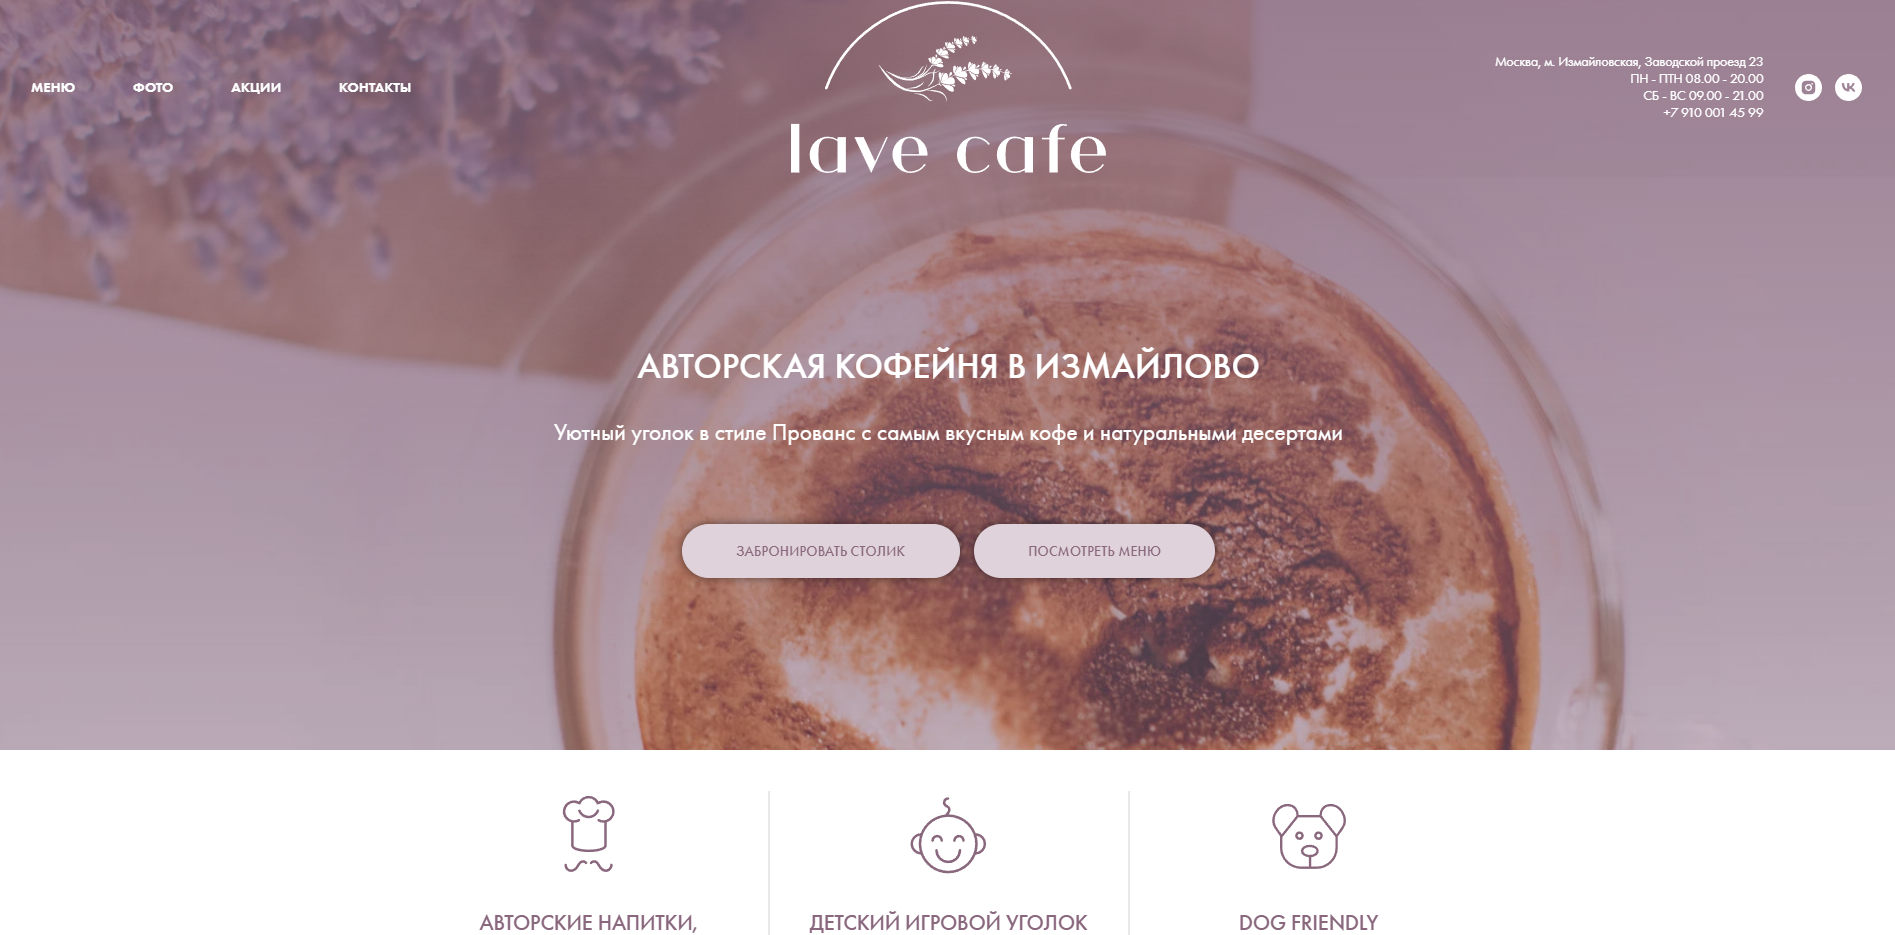 МЕНЮ
ФОТО
АКЦИИ
КОНТАКТЫ
lave cafe
Москва, м. Измайловская, Заводской проезд 23
ПН - ПТН 08.00 - 20.00
СБ - ВС 09.00 - 21.00
+7 910 001 45 99
АВТОРСКАЯ КОФЕЙНЯ В ИЗМАЙЛОВО
Уютный уголок в стиле Прованс с самым вкусным кофе и натуральными десертами
ЗАБРОНИРОВАТЬ СТОЛИК
ПОСМОТРЕТЬ МЕНЮ
АВТОРСКИЕ НАПИТКИ,
ДЕТСКИЙ ИГРОВОЙ УГОЛОК
DOG FRIENDLY